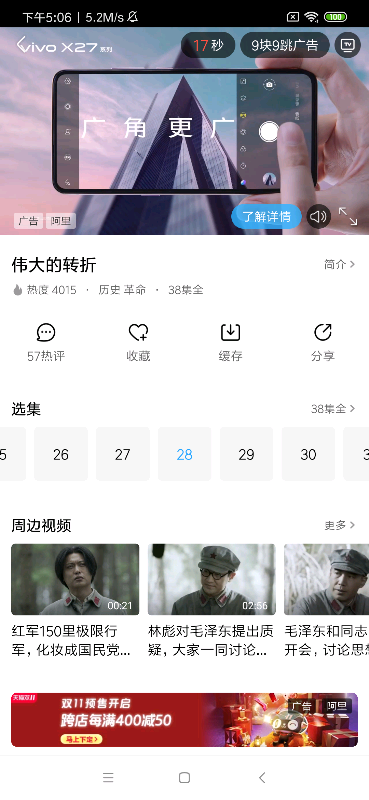 下午5:06 | 5.2M/s
100
vivo X27 系列
17 秒
9块9跳广告
TV
广 角 更 广
广告
阿里
了解详情
伟大的转折
简介 >
热度 4015 · 历史 革命 · 38集全
57热评
收藏
缓存
分享
选集
38集全 >
5
26
27
28
29
30
3
周边视频
更多 >
00:21
02:56
红军150里极限行
军，化妆成国民党...
林彪对毛泽东提出质
疑，大家一同讨论...
毛泽东和同志
开会，讨论思想
天猫双11
双11预售开启
跨店每满400减50
马上下定>
广告
阿里